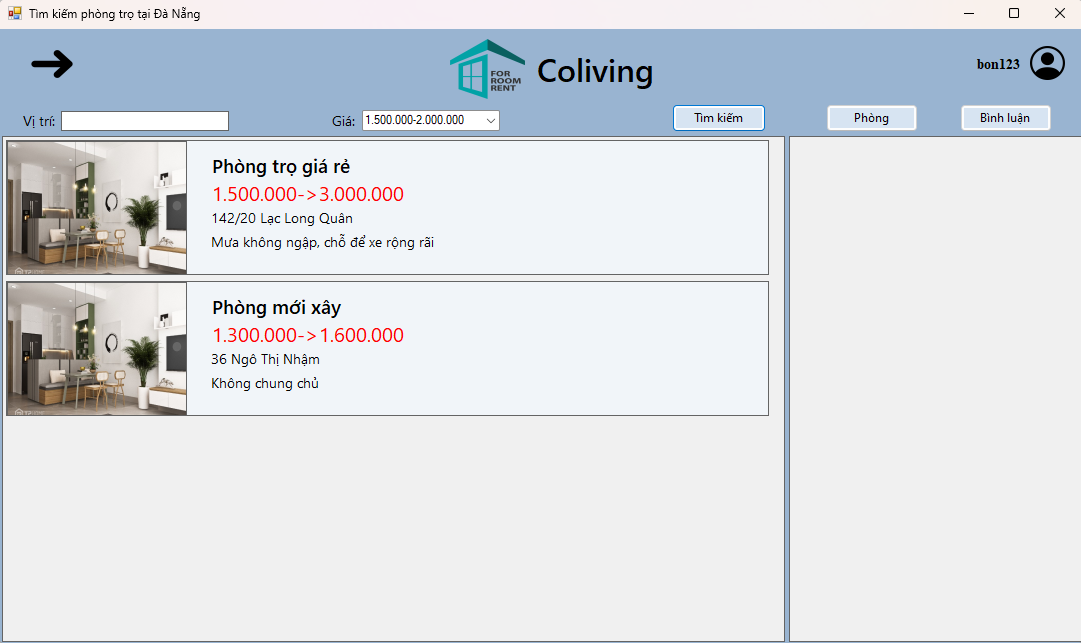 Tìm kiếm phòng trọ tại Đà Nẵng
FOR
ROOM
RENT
Coliving
bon123
Vị trí:
Giá: 1.500.000-2.000.000
Tìm kiếm
Phòng
Bình luận
Phòng trọ giá rẻ
1.500.000->3.000.000
142/20 Lạc Long Quân
Mưa không ngập, chỗ để xe rộng rãi
Phòng mới xây
1.300.000->1.600.000
36 Ngô Thị Nhậm
Không chung chủ